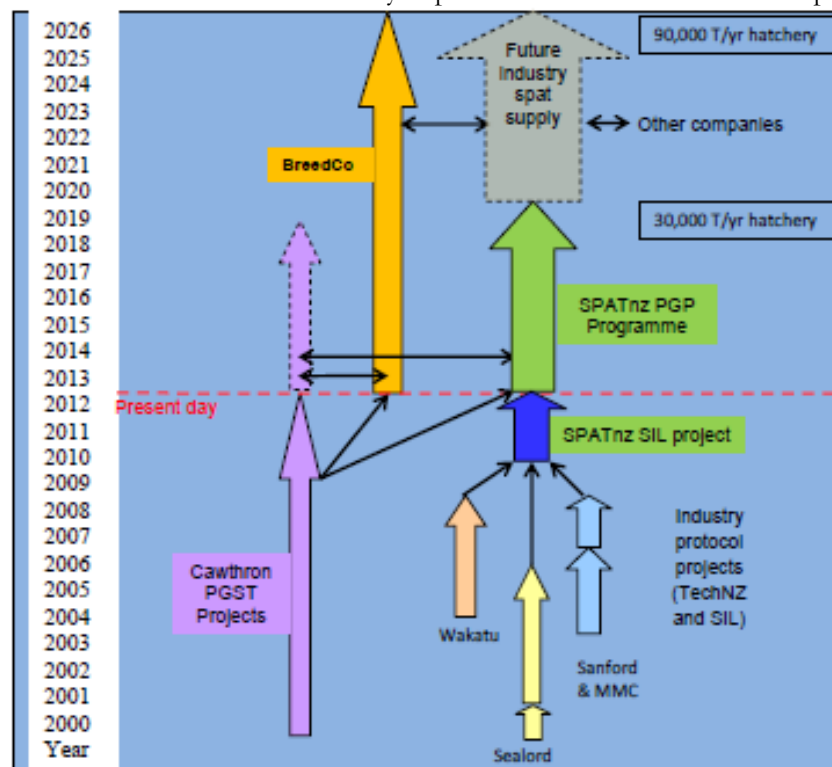 2026
2025
2024
2023
2022
2021
2020
2019
2018
2017
2016
2015
2014
2013
2012
2011
2010
2009
2008
2007
2006
2005
2004
2003
2002
2001
2000
Year
Future
Industry
spat
supply
90,000 T/yr hatchery
Other companies
BreedCo
30,000 T/yr hatchery
SPATnz PGP
Programme
Present day
SPATnz SIL project
Cawthron
PGST
Projects
Industry
protocol
projects
(TechNZ
and SIL)
Wakatu
Sanford
& MMC
Sealord